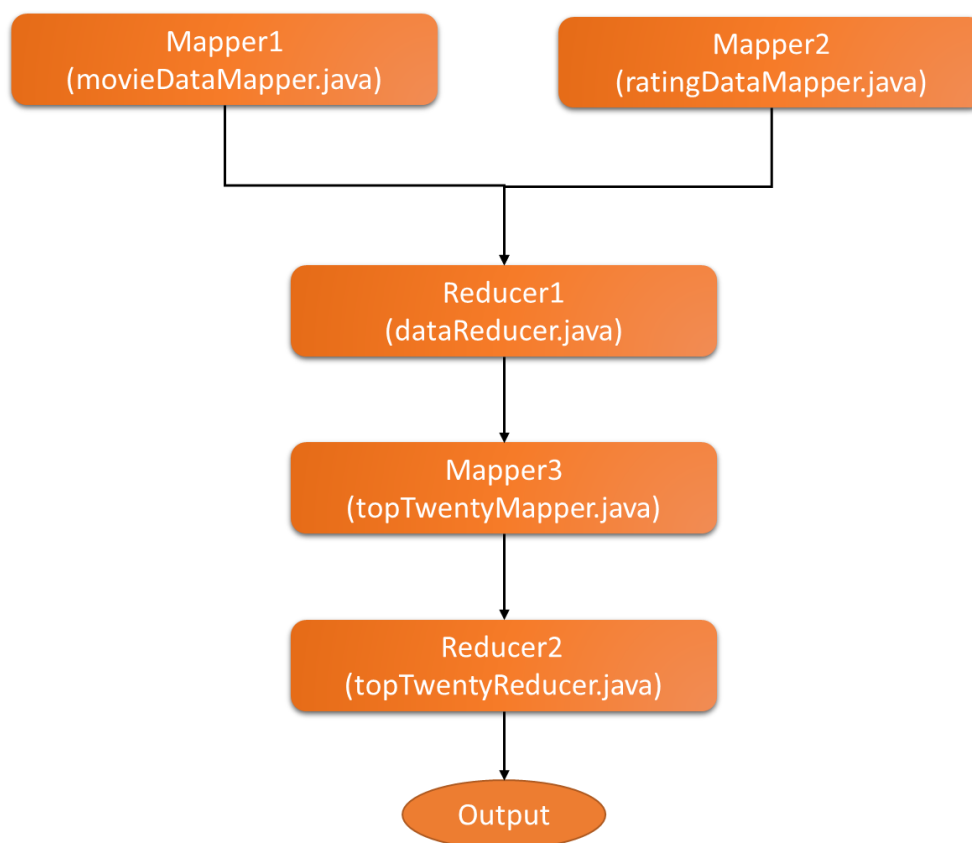 Mapper1
(movieDataMapper.java)
Mapper2
(ratingDataMapper.java)
Reducer1
(dataReducer.java)
Mapper3
(topTwentyMapper.java)
Reducer2
(topTwentyReducer.java)
Output